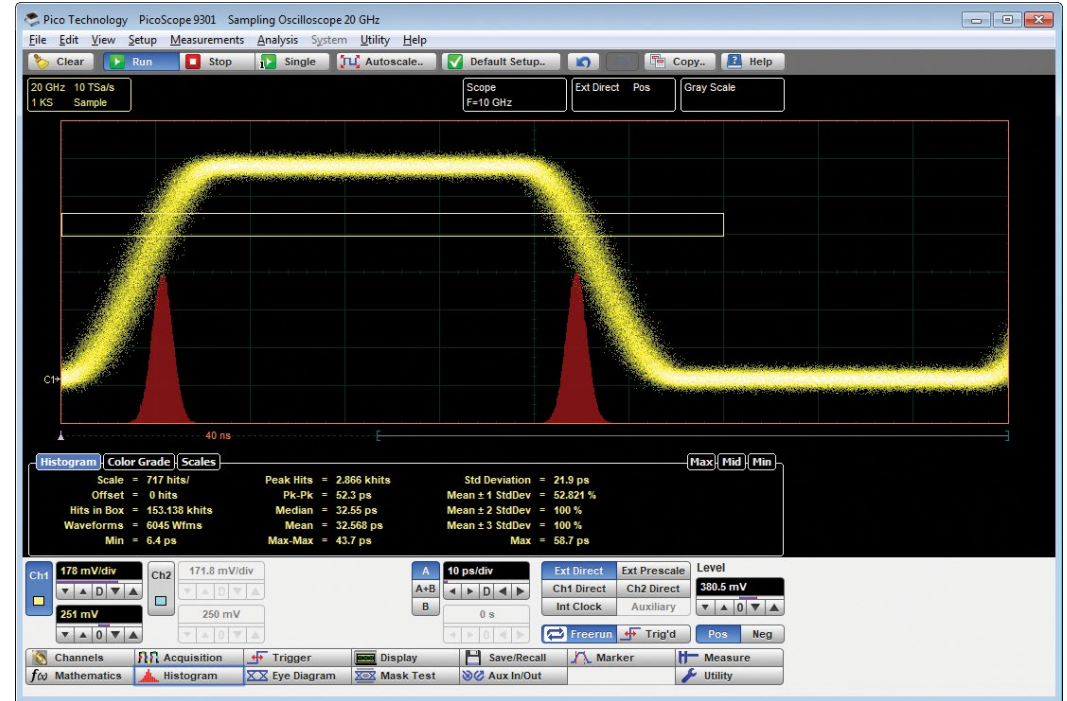 Pico Technology PicoScope 9301 Sampling Oscilloscope 20 GHz
File Edit View Setup Measurements Analysis System Utility Help
Clear Run Stop Single Autoscale.. Default Setup.. Copy.. Help
20 GHz 10 TSa/s Scope Ext Direct Pos Gray Scale
1 KS Sample F=10 GHz
C1
40 ns
Histogram Color Grade Scales Max Mid Min
Scale = 717 hits/ Peak Hits = 2.866 khits Std Deviation = 21.9 ps
Offset = 0 hits Pk-Pk = 52.3 ps Mean ± 1 StdDev = 52.821 %
Hits in Box = 153.138 khits Median = 32.55 ps Mean ± 2 StdDev = 100 %
Waveforms = 6045 Wfms Mean = 32.568 ps Mean ± 3 StdDev = 100 %
Min = 6.4 ps Max-Max = 43.7 ps Max = 58.7 ps
Ch1 178 mV/div Ch2 171.8 mV/div A 10 ps/div Ext Direct Ext Prescale Level
D D A+B D Ch1 Direct Ch2 Direct 380.5 mV
251 mV 250 mV B 0 s Int Clock Auxiliary 0
0 0 0 Freerun Trig'd Pos Neg
Channels Acquisition Trigger Display Save/Recall Marker Measure
f(x) Mathematics Histogram Eye Diagram Mask Test Aux In/Out Utility